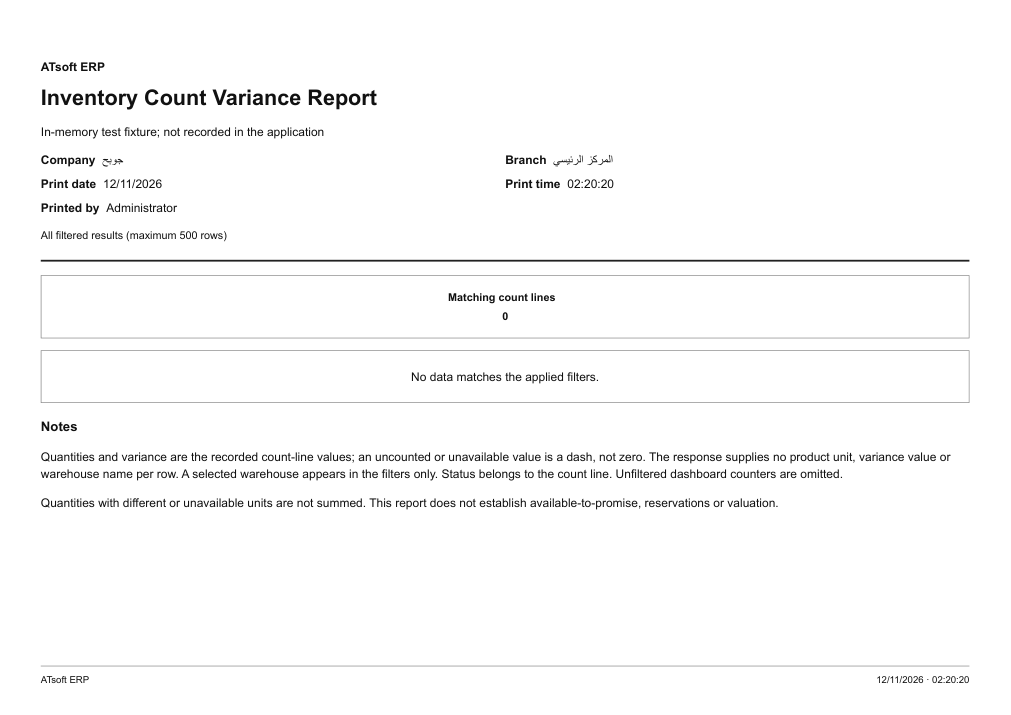 ATsoft ERP
Inventory Count Variance Report
In-memory test fixture; not recorded in the application
Company جويح
Branch المركز الرئيسي
Print date 12/11/2026
Print time 02:20:20
Printed by Administrator
All filtered results (maximum 500 rows)
Matching count lines
0
No data matches the applied filters.
Notes
Quantities and variance are the recorded count-line values; an uncounted or unavailable value is a dash, not zero. The response supplies no product unit, variance value or
warehouse name per row. A selected warehouse appears in the filters only. Status belongs to the count line. Unfiltered dashboard counters are omitted.
Quantities with different or unavailable units are not summed. This report does not establish available-to-promise, reservations or valuation.
ATsoft ERP
12/11/2026 · 02:20:20